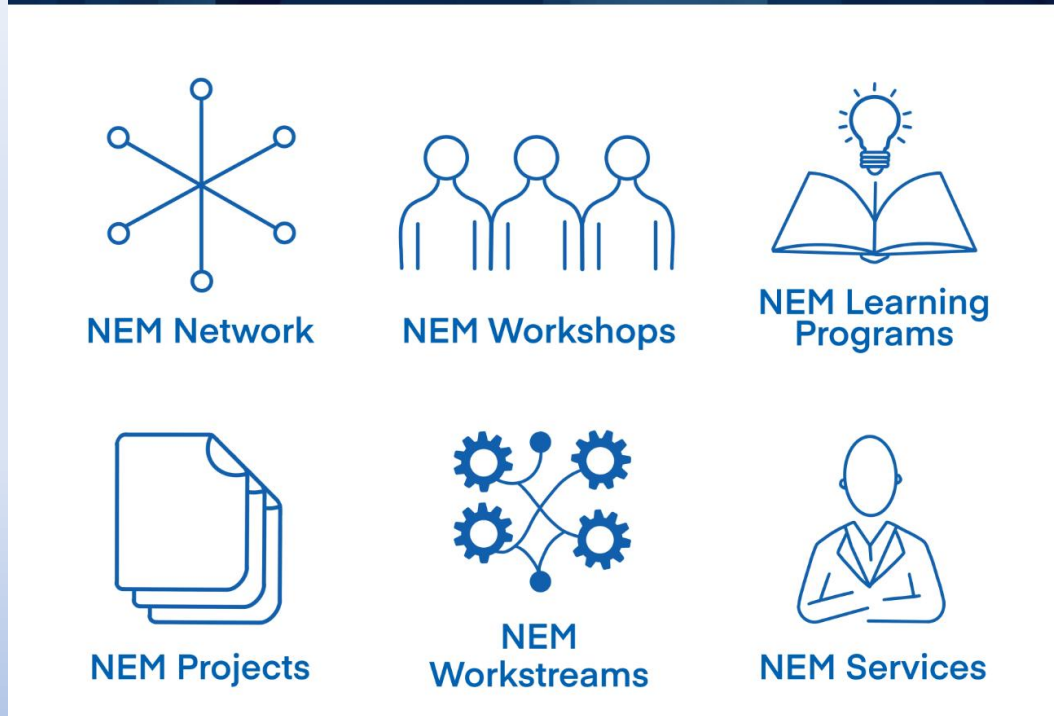 NEM Network
NEM Workshops
NEM Learning
Programs
NEM Projects
NEM
Workstreams
NEM Services